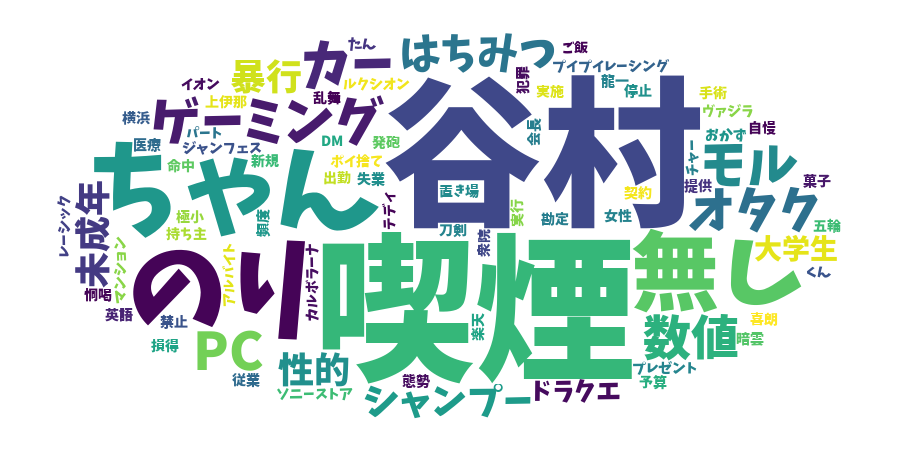 たん
はちみつ
ご飯
カー
暴行
犯罪
ブイブイレーシング
イオン
ルクシオン
龍一
停止
上伊那
乱舞
実施
手術
横浜
ゲーミング
谷村
ヴァジラ
パート
DM
発砲
会長
自慢
医療
ジャンフェス
おかず
ちゃん
命中
新規
ポイ捨て
チャー
モル
出勤
失業
置き場
契約
提供
菓子
未成年
レーシック
極小
頻度
テディ
実行
勘定
女性
オタク
持ち主
刀剣
五輪
マンション
のり
アルバイト
カルボラーナ
喫煙
衆院
無し
大学生
くん
恫喝
英語
禁止
楽天
数値
喜朗
損得
PC
暗雲
従業
性的
態勢
プレゼント
予算
ソニーストア
シャンプー
ドラクエ